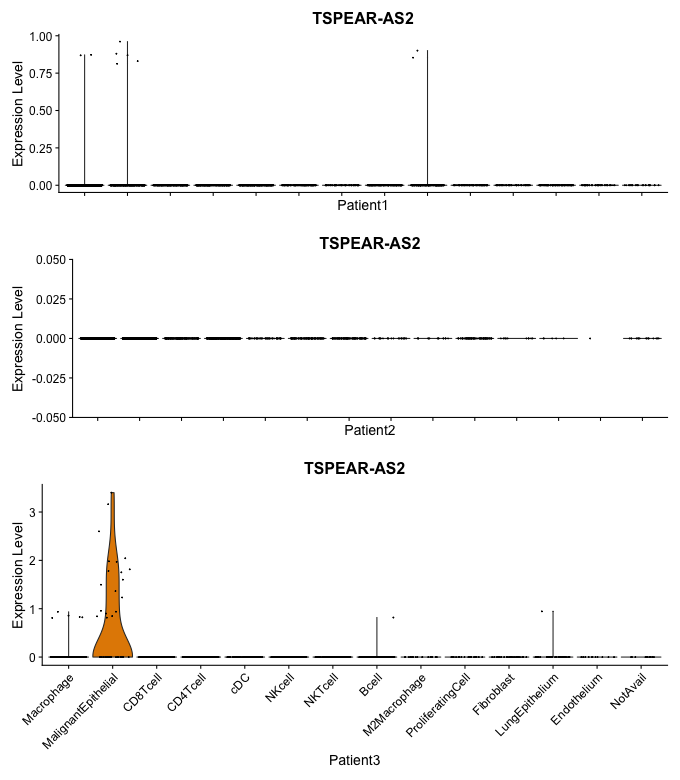 TSPEAR-AS2
1.00
0.75
0.50
0.25
0.00
Expression Level
Patient1
TSPEAR-AS2
0.050
0.025
0.000
-0.025
-0.050
Expression Level
Patient2
TSPEAR-AS2
3
2
1
0
Expression Level
Macrophage
MalignantEpithelial
CD8Tcell
CD4Tcell
cDC
NKcell
NKTcell
Bcell
M2Macrophage
ProliferatingCell
Fibroblast
LungEpithelium
Endothelium
NotAvail
Patient3